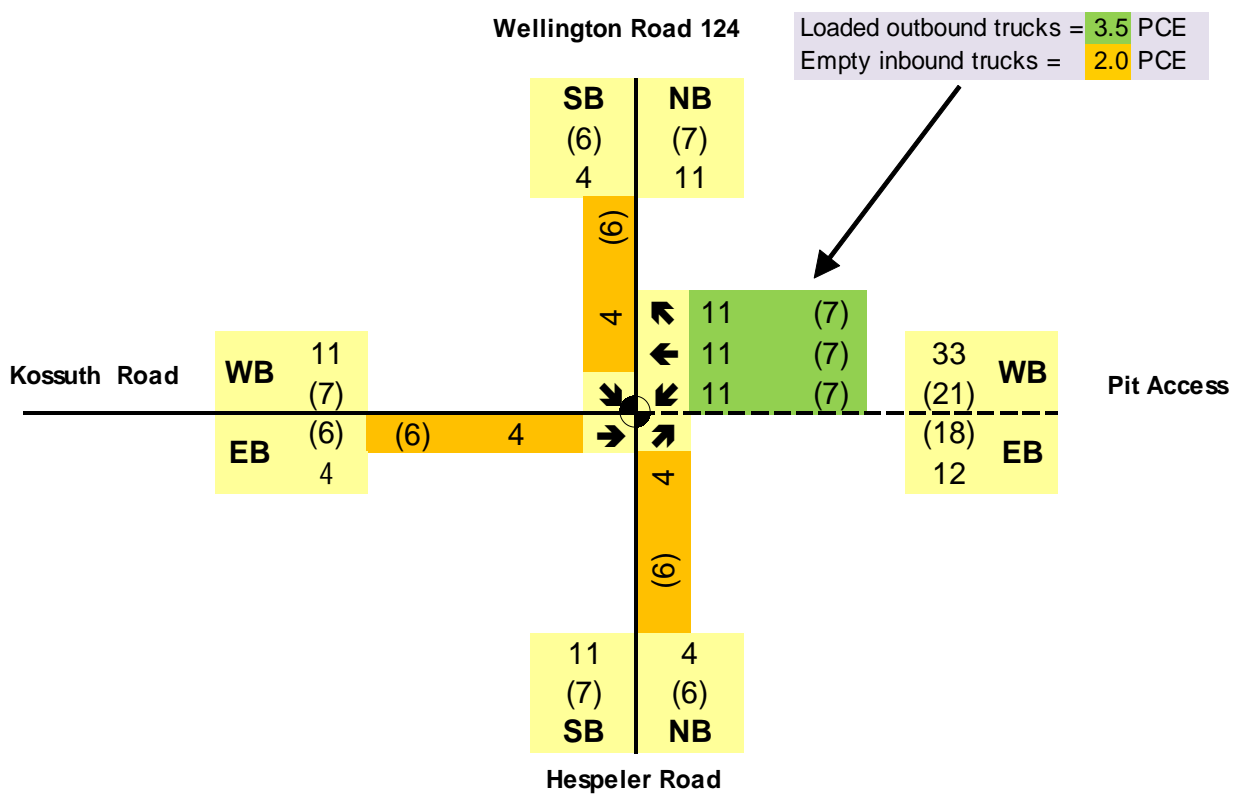 Wellington Road 124
Loaded outbound trucks = 3.5 PCE
Empty inbound trucks = 2.0 PCE
SB NB
(6) (7)
4 11
(6)
4
11 (7)
11 (7)
11 (7)
Kossuth Road
WB 11
(7)
EB (6)
4
(6) 4
33 WB
(21)
(18) EB
12
Pit Access
4
(6)
11 4
(7) (6)
SB NB
Hespeler Road